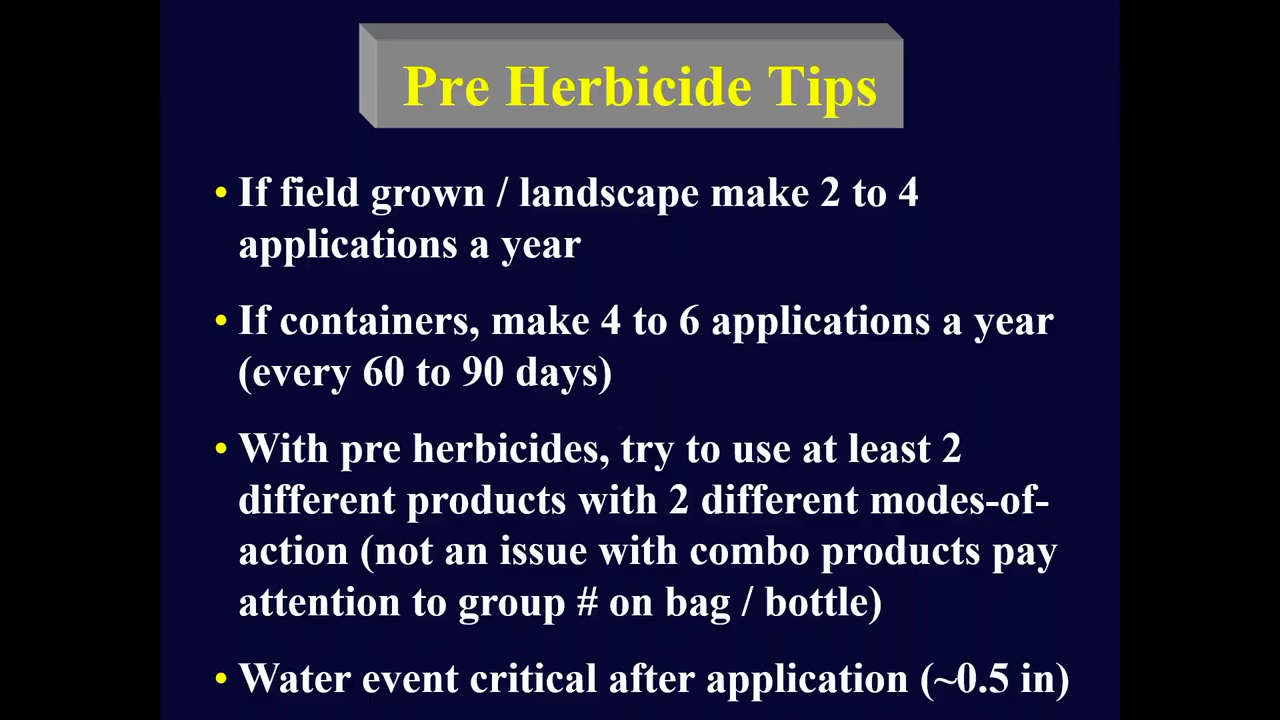 Pre Herbicide Tips
• If field grown / landscape make 2 to 4
applications a year
• If containers, make 4 to 6 applications a year
(every 60 to 90 days)
• With pre herbicides, try to use at least 2
different products with 2 different modes-of-
action (not an issue with combo products pay
attention to group # on bag / bottle)
• Water event critical after application (~0.5 in)